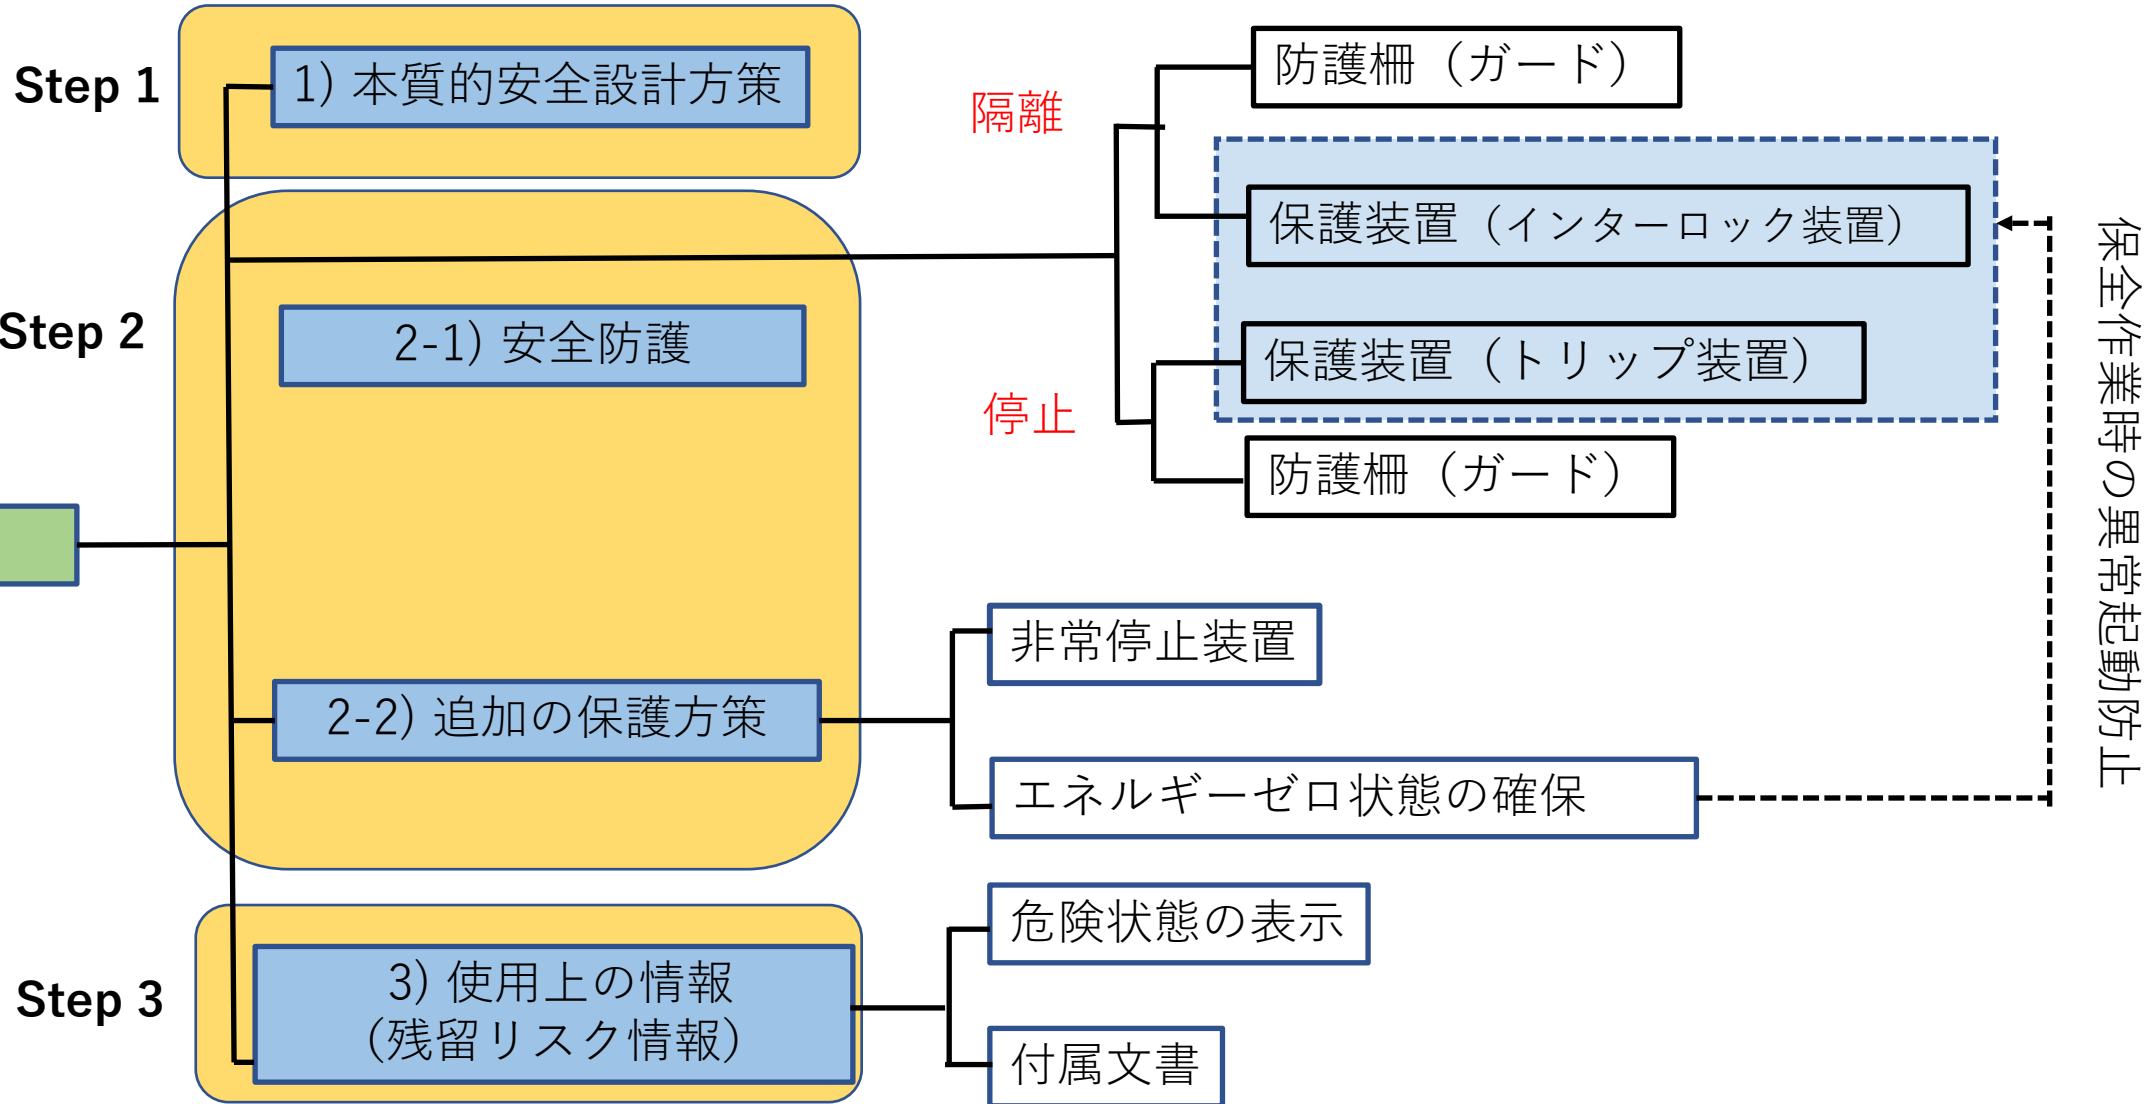 Step 1
1) 本質的安全設計方策
隔離
防護柵（ガード）
保護装置（インターロック装置）
Step 2
2-1) 安全防護
保護装置（トリップ装置）
停止
防護柵（ガード）
保全作業時の異常起動防止
非常停止装置
2-2) 追加の保護方策
エネルギーゼロ状態の確保
Step 3
3) 使用上の情報
(残留リスク情報)
危険状態の表示
付属文書